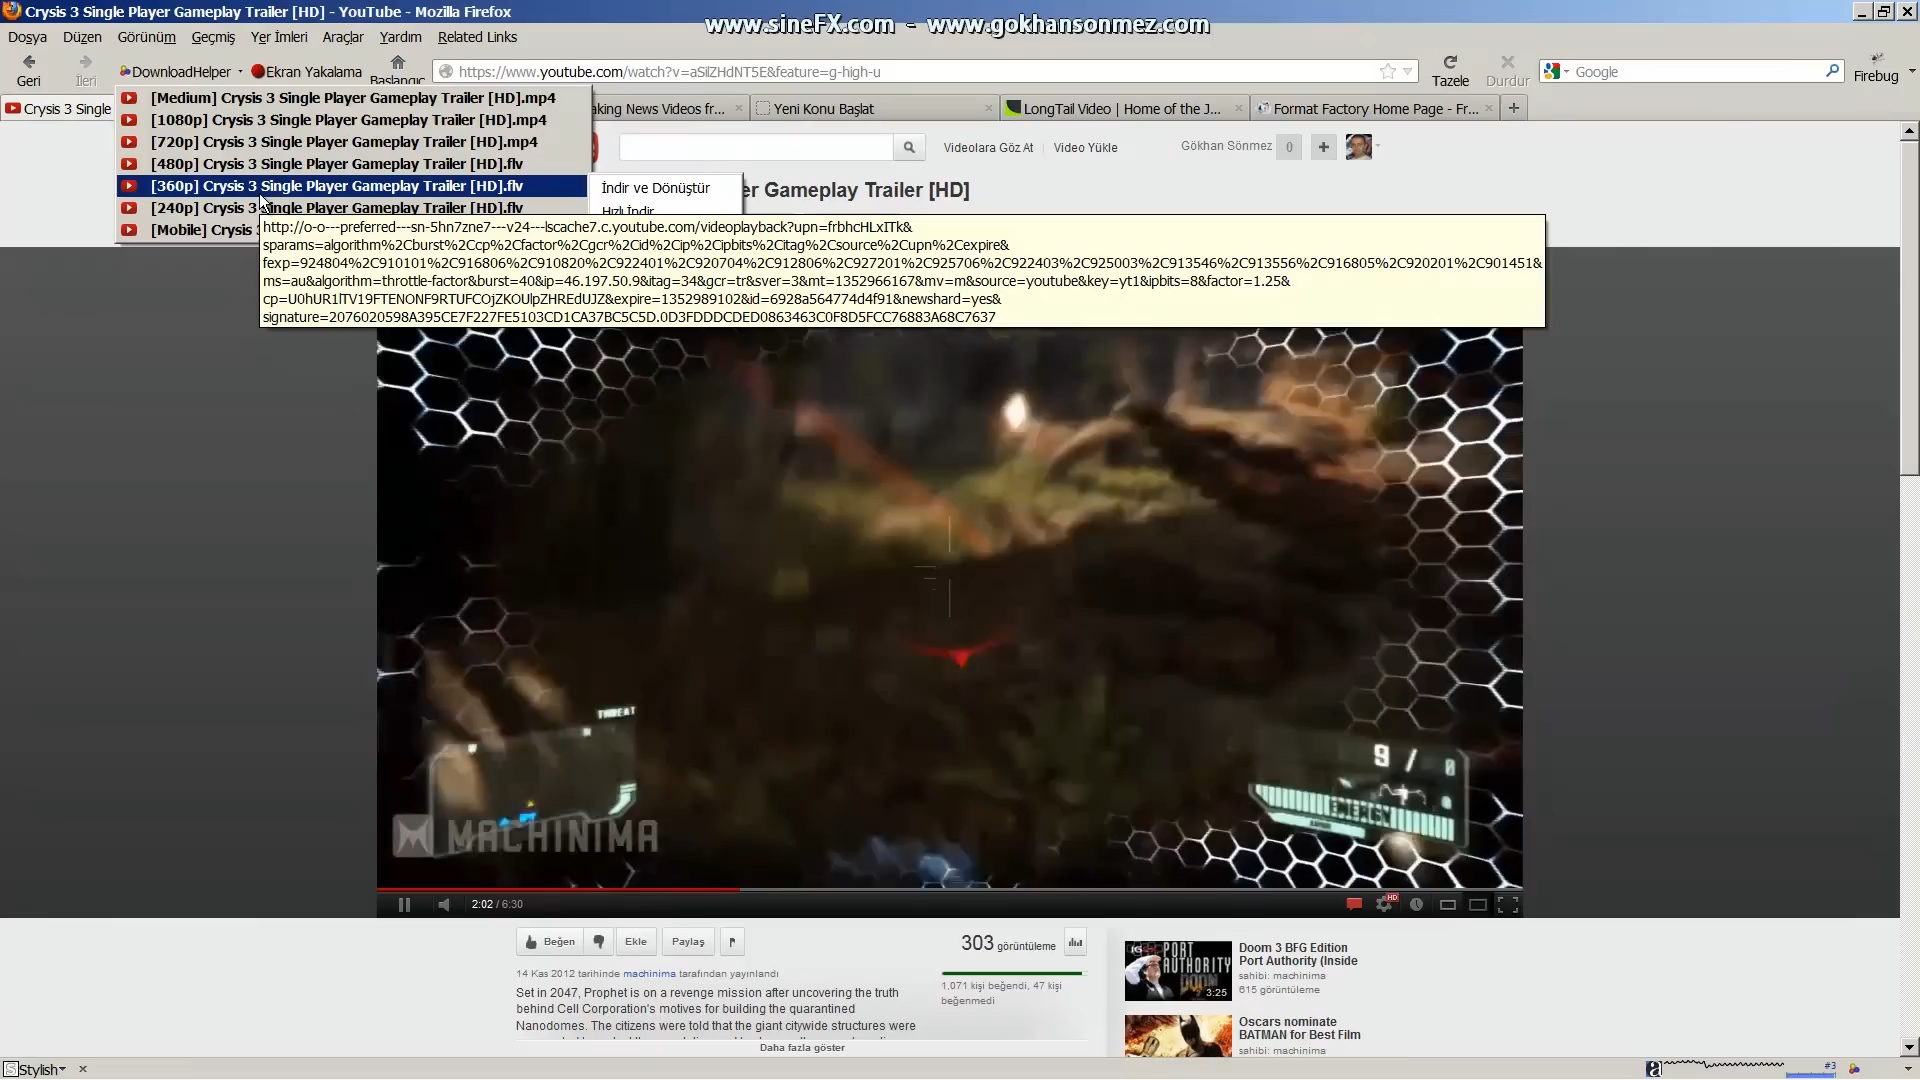 Crysis 3 Single Player Gameplay Trailer [HD] - YouTube - Mozilla Firefox
www.sineFX.com - www.gokhansonmez.com
Dosya Düzen Görünüm Geçmiş Yer İmleri Araçlar Yardım Related Links
Geri İleri DownloadHelper Ekran Yakalama Başlangıç https://www.youtube.com/watch?v=aSilZHdNT5E&feature=g-high-u Tazele Durdur Google Firebug
Crysis 3 Single
aking News Videos fr...
Yeni Konu Başlat
LongTail Video | Home of the J...
Format Factory Home Page - Fr...
[Medium] Crysis 3 Single Player Gameplay Trailer [HD].mp4
[1080p] Crysis 3 Single Player Gameplay Trailer [HD].mp4
[720p] Crysis 3 Single Player Gameplay Trailer [HD].mp4
[480p] Crysis 3 Single Player Gameplay Trailer [HD].flv
[360p] Crysis 3 Single Player Gameplay Trailer [HD].flv
[240p] Crysis 3 Single Player Gameplay Trailer [HD].flv
[Mobile] Crysis
İndir ve Dönüştür
Hızlı İndir
Videolara Göz At Video Yükle Gökhan Sönmez 0 +
er Gameplay Trailer [HD]
http://o-o---preferred---sn-5hn7zne7---v24---lscache7.c.youtube.com/videoplayback?upn=frbhcHLxITk&
sparams=algorithm%2Cburst%2Ccp%2Cfactor%2Cgcr%2Cid%2Cip%2Cipbits%2Citag%2Csource%2Cupn%2Cexpire&
fexp=924804%2C910101%2C916806%2C910820%2C922401%2C920704%2C912806%2C927201%2C925706%2C922403%2C925003%2C913546%2C913556%2C916805%2C920201%2C901451&
ms=au&algorithm=throttle-factor&burst=40&ip=46.197.50.9&itag=34&gcr=tr&sver=3&mt=1352966167&mv=m&source=youtube&key=yt1&ipbits=8&factor=1.25&
cp=U0hUR1lTV19FTENONF9RTUFCOjZKOUlpZHREdUJZ&expire=1352989102&id=6928a564774d4f91&newshard=yes&
signature=2076020598A395CE7F227FE5103CD1CA37BC5C5D.0D3FDDDCDED0863463C0F8D5FCC76883A68C7637
THREAT
N
9 / 0
MACHINIMA
2:02 / 6:30
HD
Beğen Ekle Paylaş
303 görüntüleme
14 Kas 2012 tarihinde machinima tarafından yayınlandı
1,071 kişi beğendi, 47 kişi beğenmedi
Set in 2047, Prophet is on a revenge mission after uncovering the truth
behind Cell Corporation's motives for building the quarantined
Nanodomes. The citizens were told that the giant citywide structures were
Daha fazla göster
PORT
AUTHORITY
DOOM
3:25
Doom 3 BFG Edition
Port Authority (Inside
sahibi: machinima
615 görüntüleme
Oscars nominate
BATMAN for Best Film
sahibi: machinima
Stylish
#3